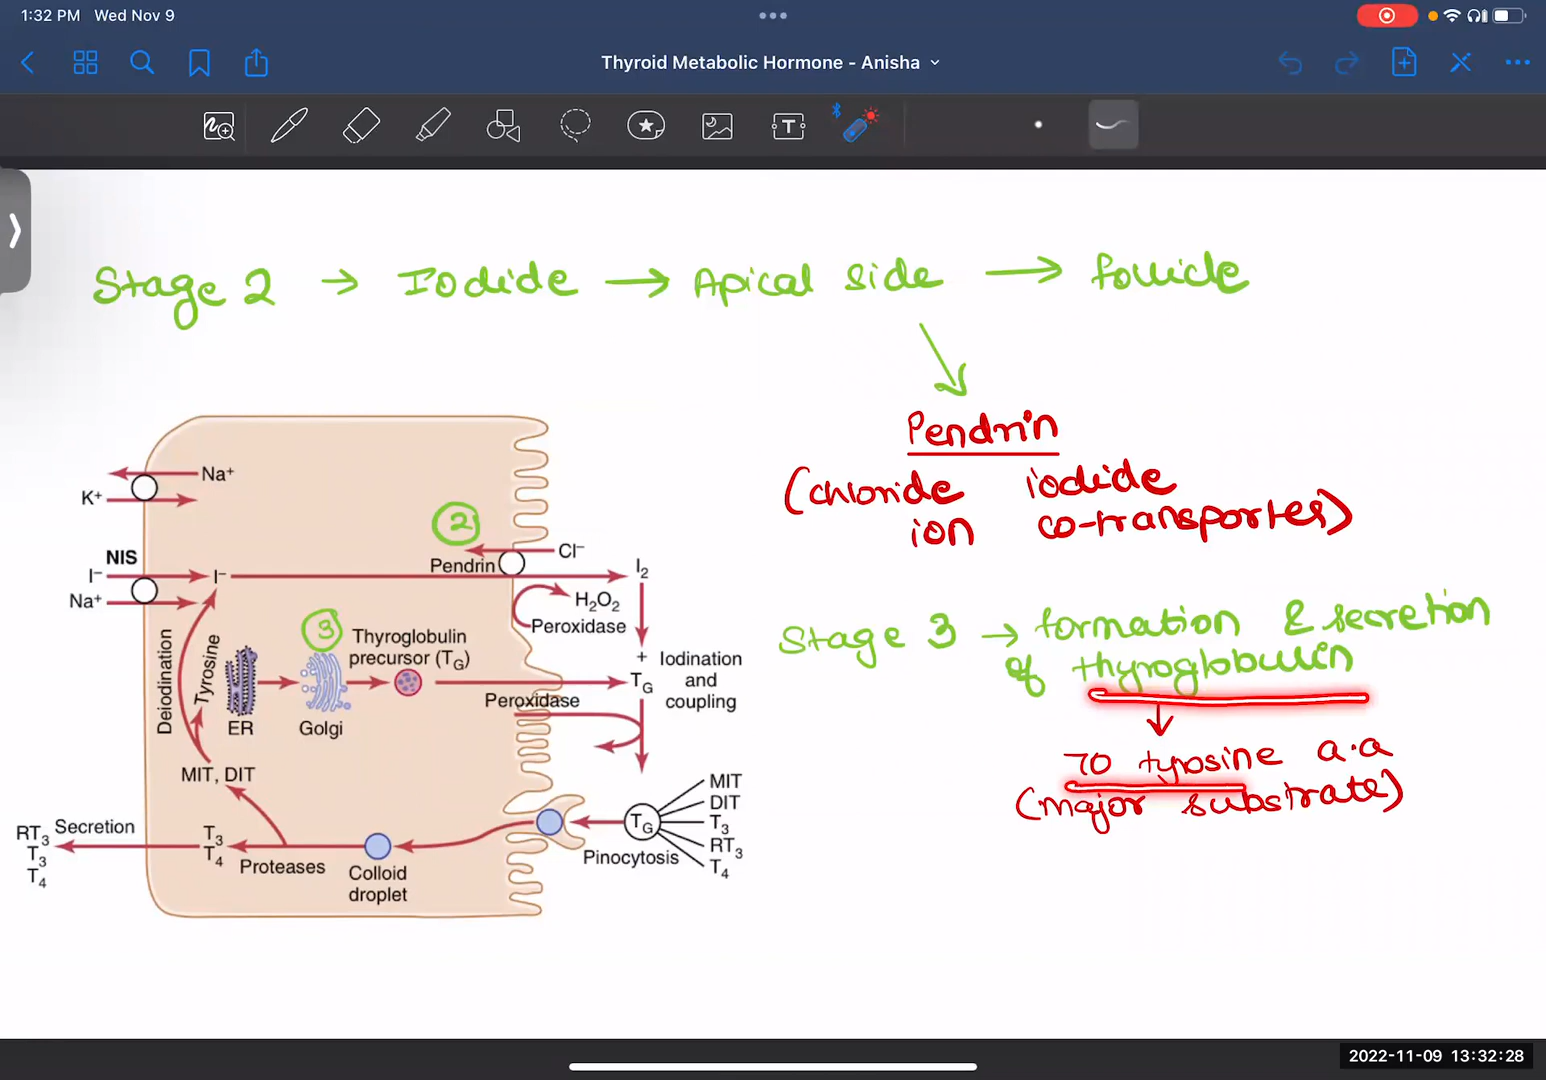 1:32 PM Wed Nov 9
Thyroid Metabolic Hormone - Anisha
Stage 2 → Iodide → Apical side → follicle
Pendrin
(chloride iodide
ion co-transporter)
Stage 3 → formation & secretion
of thyroglobulin
70 tyrosine a.a
(major substrate)
Na+
K+
NIS
I−
I−
Na+
2
Pendrin
Cl−
I2
H2O2
Peroxidase
3
Thyroglobulin
precursor (TG)
+
TG
Iodination
and
coupling
Peroxidase
Deiodination
Tyrosine
ER
Golgi
MIT, DIT
RT3
T3
T4
Secretion
T3
T4
Proteases
Colloid
droplet
TG
Pinocytosis
MIT
DIT
T3
RT3
T4
2022-11-09 13:32:28